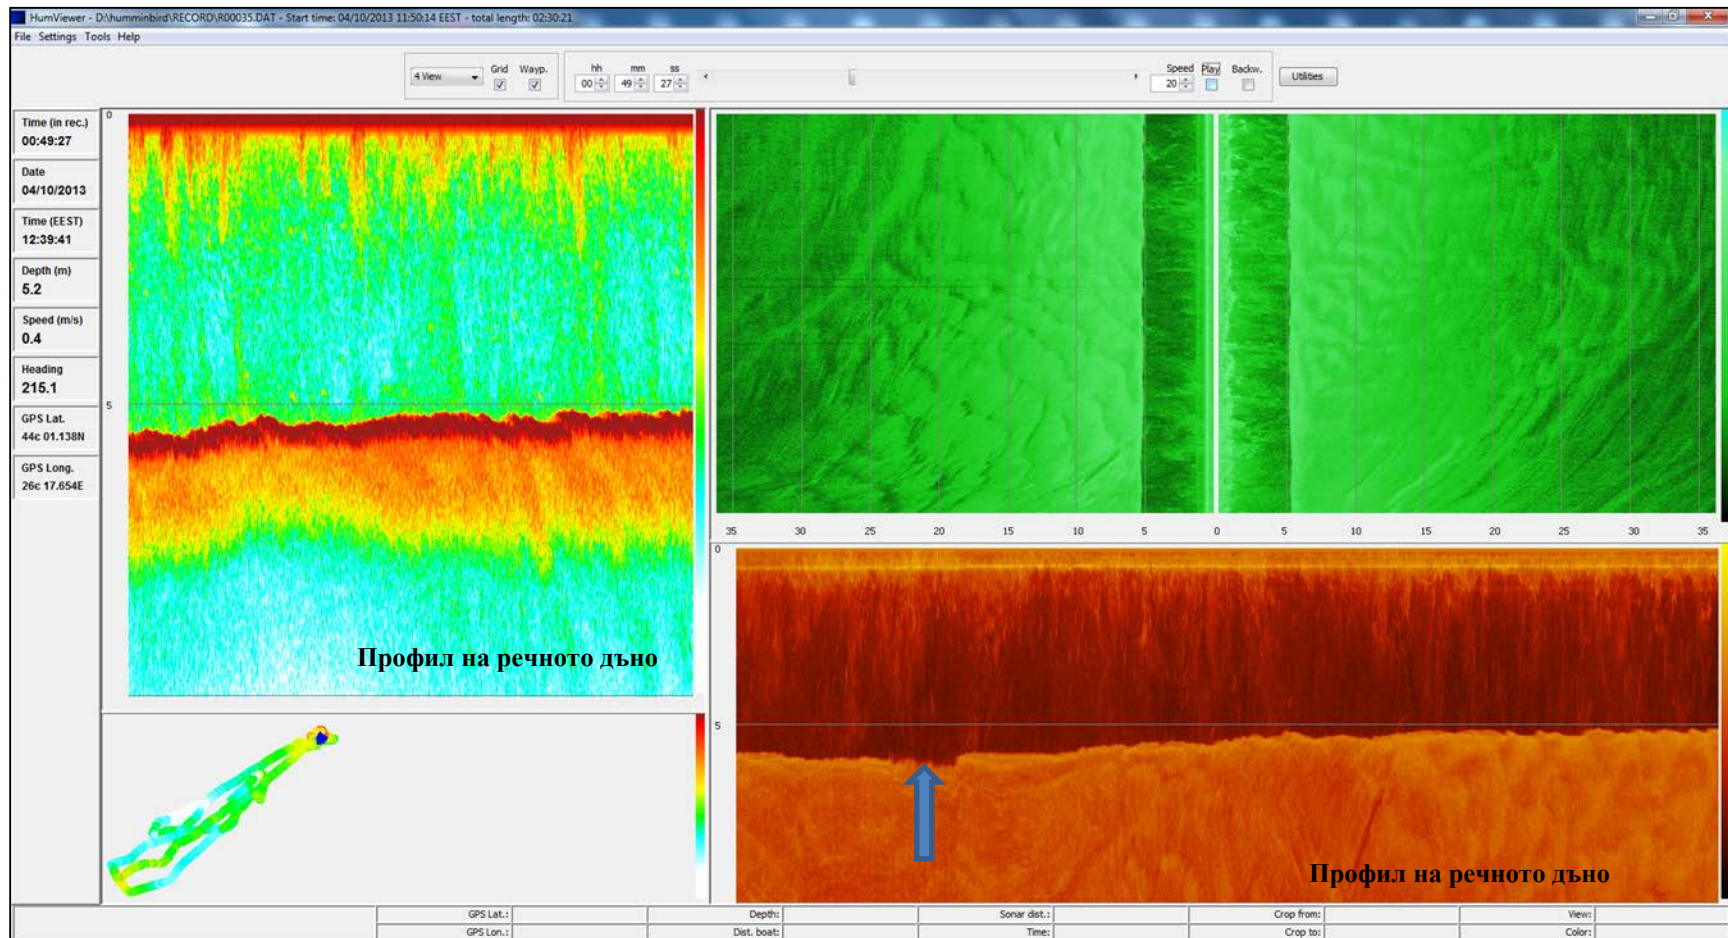 HumViewer - D:\humminbird\RECORD\R00035.DAT - Start time: 04/10/2013 11:50:14 EEST - total length: 02:30:21
File Settings Tools Help
4 View Grid Wayp. hh mm ss Speed Play Backw. Utilities
00 49 27 20
Time (in rec.)
00:49:27
Date
04/10/2013
Time (EEST)
12:39:41
Depth (m)
5.2
Speed (m/s)
0.4
Heading
215.1
GPS Lat.
44є 01.138N
GPS Long.
26є 17.654E
0
5
Профил на речното дъно
35 30 25 20 15 10 5 0 5 10 15 20 25 30 35
0
5
Профил на речното дъно
GPS Lat.: Depth: Sonar dist.: Crop from: View:
GPS Lon.: Dist. boat: Time: Crop to: Color: